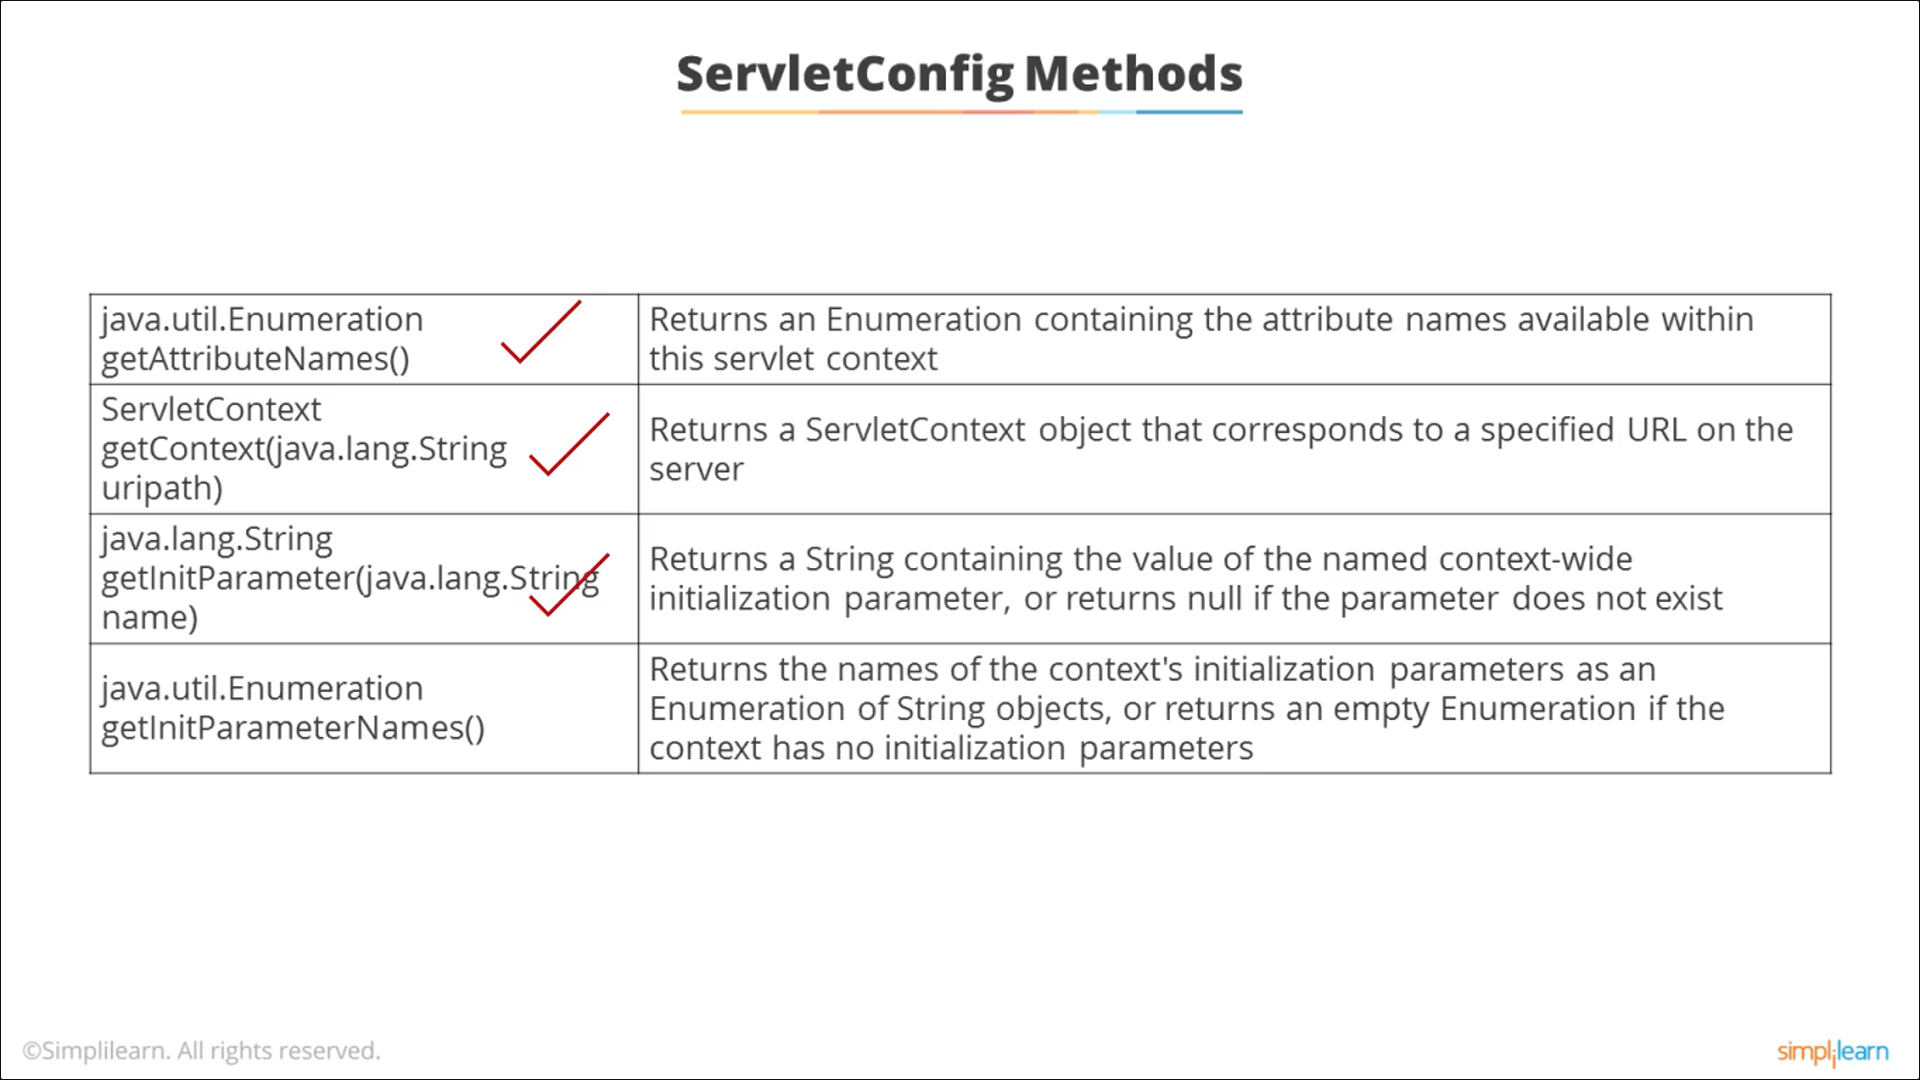 ServletConfig Methods
java.util.Enumeration
getAttributeNames()
Returns an Enumeration containing the attribute names available within
this servlet context
ServletContext
getContext(java.lang.String
uripath)
Returns a ServletContext object that corresponds to a specified URL on the
server
java.lang.String
getInitParameter(java.lang.String
name)
Returns a String containing the value of the named context-wide
initialization parameter, or returns null if the parameter does not exist
java.util.Enumeration
getInitParameterNames()
Returns the names of the context's initialization parameters as an
Enumeration of String objects, or returns an empty Enumeration if the
context has no initialization parameters
©Simplilearn. All rights reserved.
simplilearn